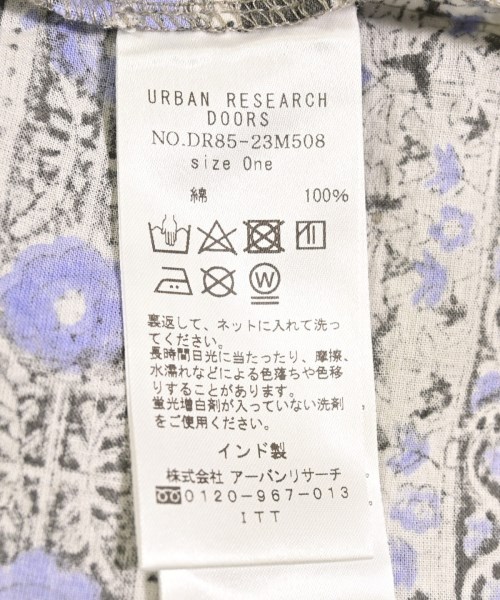 URBAN RESEARCH
DOORS
NO.DR85-23M508
size One
綿 100%
W
裏返して、ネットに入れて洗っ
てください。
長時間日光に当たったり、摩擦、
水濡れなどによる色落ちや色移
りすることがあります。
蛍光増白剤が入っていない洗剤
をご使用ください。
インド製
株式会社 アーバンリサーチ
0120-967-013
ITT